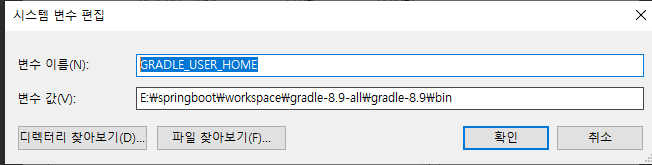 시스템 변수 편집
변수 이름(N): GRADLE_USER_HOME
변수 값(V): E:₩springboot₩workspace₩gradle-8.9-all₩gradle-8.9₩bin
디렉터리 찾아보기(D)... 파일 찾아보기(F)... 확인 취소